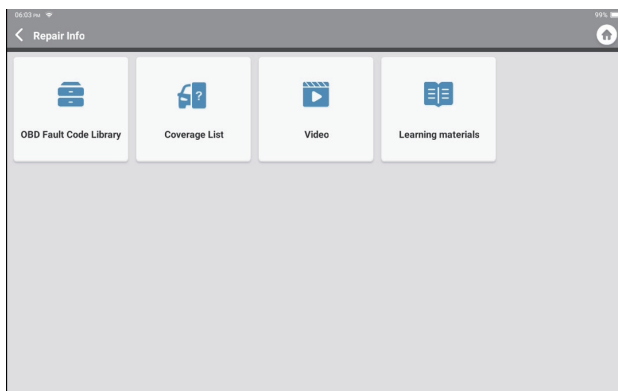 06:03 PM
99%
Repair Info
OBD Fault Code Library
Coverage List
?
Video
Learning materials